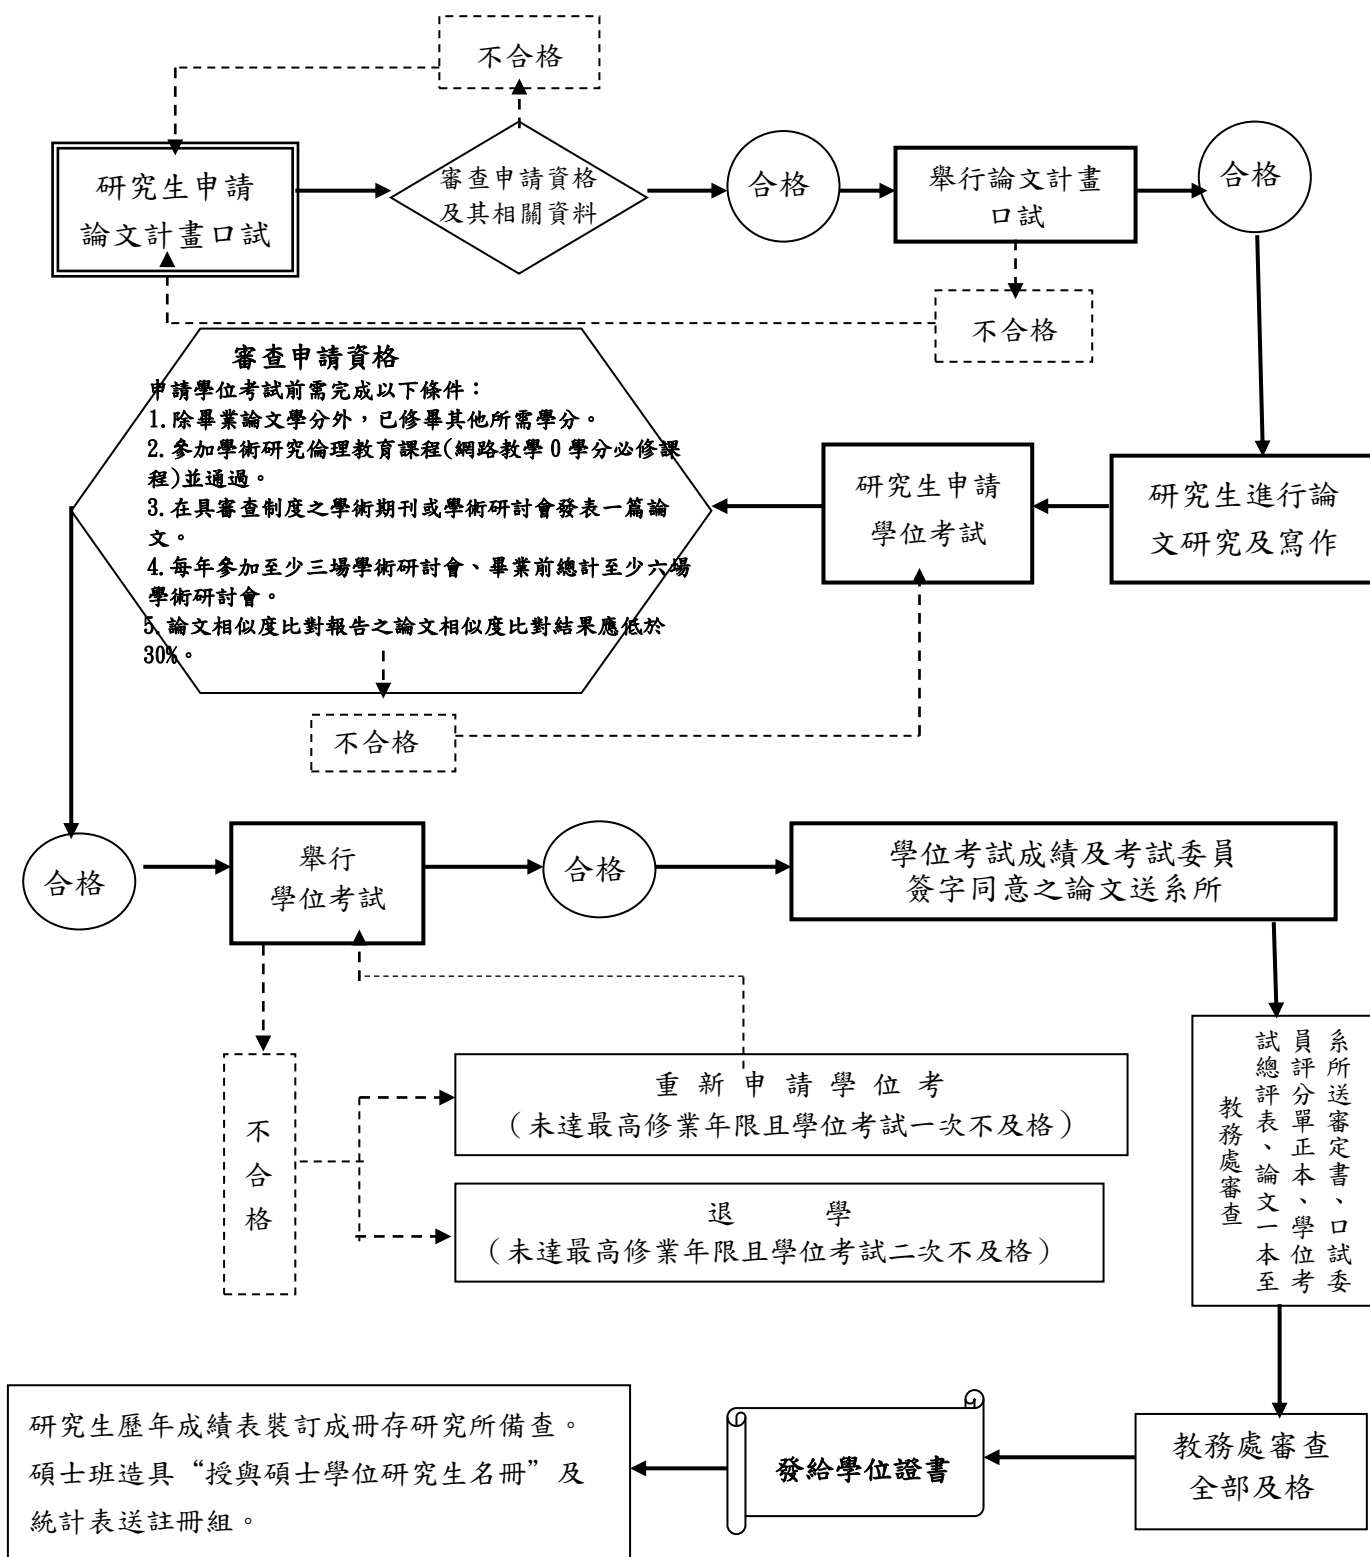 不合格
研究生申請
論文計畫口試
審查申請資格
及其相關資料
合格
舉行論文計畫
口試
合格
不合格
審查申請資格
申請學位考試前需完成以下條件：
1.除畢業論文學分外，已修畢其他所需學分。
2.參加學術研究倫理教育課程(網路教學 0 學分必修課
程)並通過。
3.在具審查制度之學術期刊或學術研討會發表一篇論
文。
4.每年參加至少三場學術研討會、畢業前總計至少六場
學術研討會。
5.論文相似度比對報告之論文相似度比對結果應低於
30%。
研究生申請
學位考試
研究生進行論
文研究及寫作
不合格
合格
舉行
學位考試
合格
學位考試成績及考試委員
簽字同意之論文送系所
不合格
重新申請學位考
（未達最高修業年限且學位考試一次不及格）
退學
（未達最高修業年限且學位考試二次不及格）
系所送審定書、口試委
員評分單正本、學位考
試總評表、論文一本至
教務處審查
教務處審查
全部及格
發給學位證書
研究生歷年成績表裝訂成冊存研究所備查。
碩士班造具“授與碩士學位研究生名冊”及
統計表送註冊組。